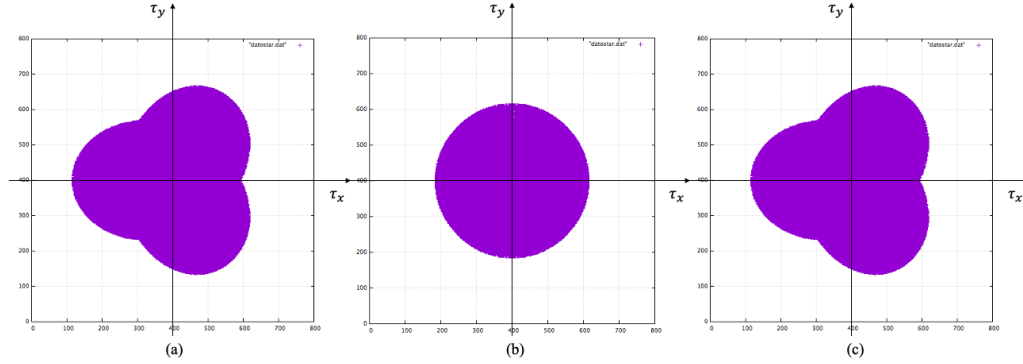 τy τy τy
"datostar.dat" "datostar.dat" "datostar.dat"
800 800 800
700 700 700
600 600 600
500 500 500
400 τx 400 τx 400 τx
300 300 300
200 200 200
100 100 100
0 0 0
0 100 200 300 400 500 600 700 800 0 100 200 300 400 500 600 700 800 0 100 200 300 400 500 600 700 800
(a) (b) (c)